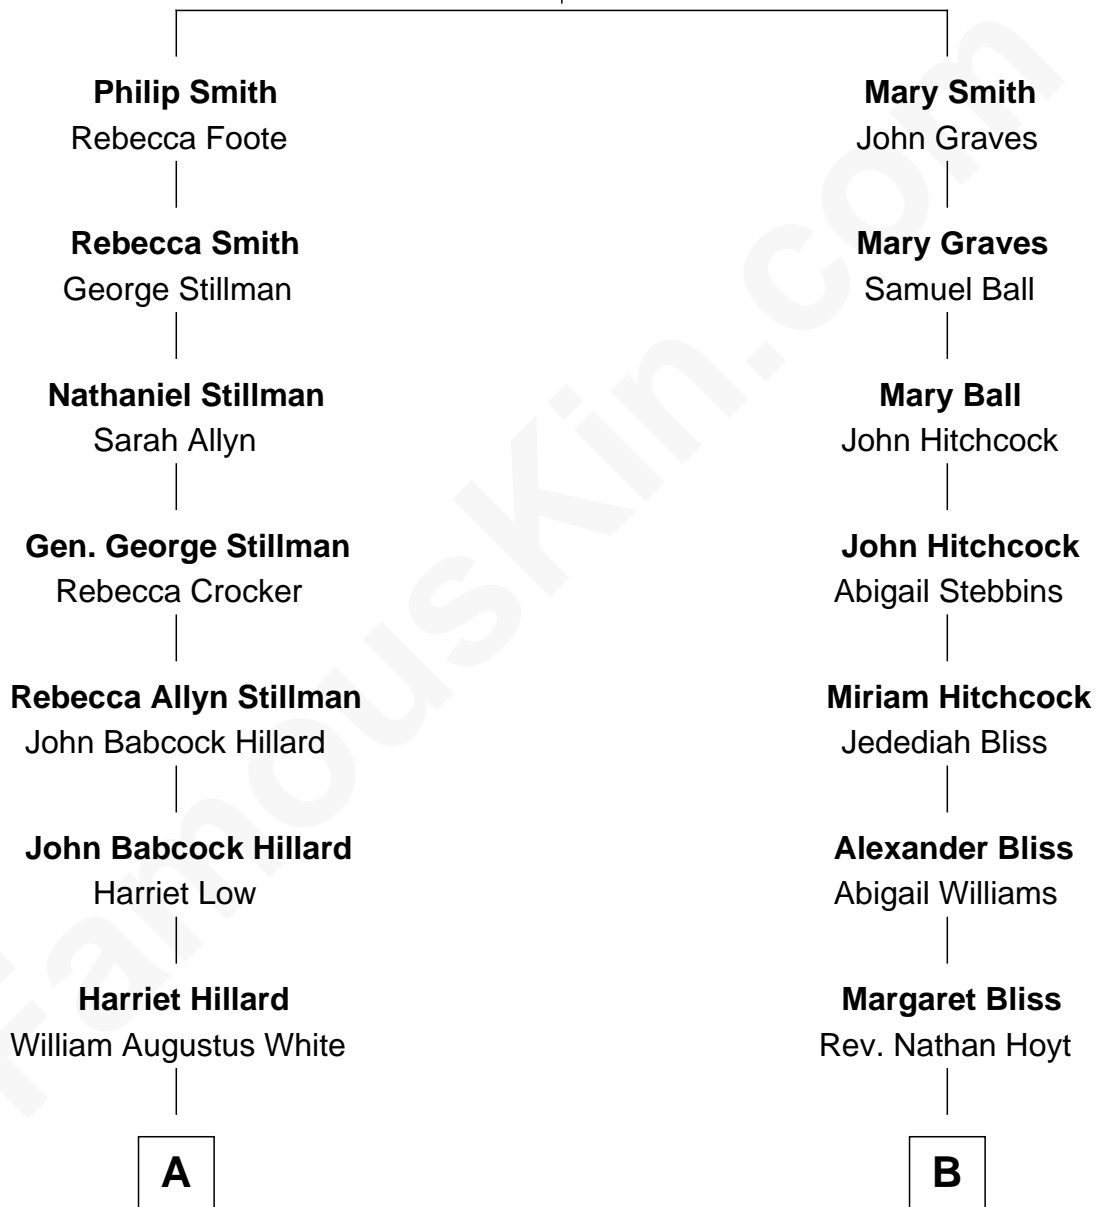 Philip Smith
Rebecca Foote
Rebecca Smith
George Stillman
Nathaniel Stillman
Sarah Allyn
Gen. George Stillman
Rebecca Crocker
Rebecca Allyn Stillman
John Babcock Hillard
John Babcock Hillard
Harriet Low
Harriet Hillard
William Augustus White
A
Mary Smith
John Graves
Mary Graves
Samuel Ball
Mary Ball
John Hitchcock
John Hitchcock
Abigail Stebbins
Miriam Hitchcock
Jedediah Bliss
Alexander Bliss
Abigail Williams
Margaret Bliss
Rev. Nathan Hoyt
B
FamousKin.com